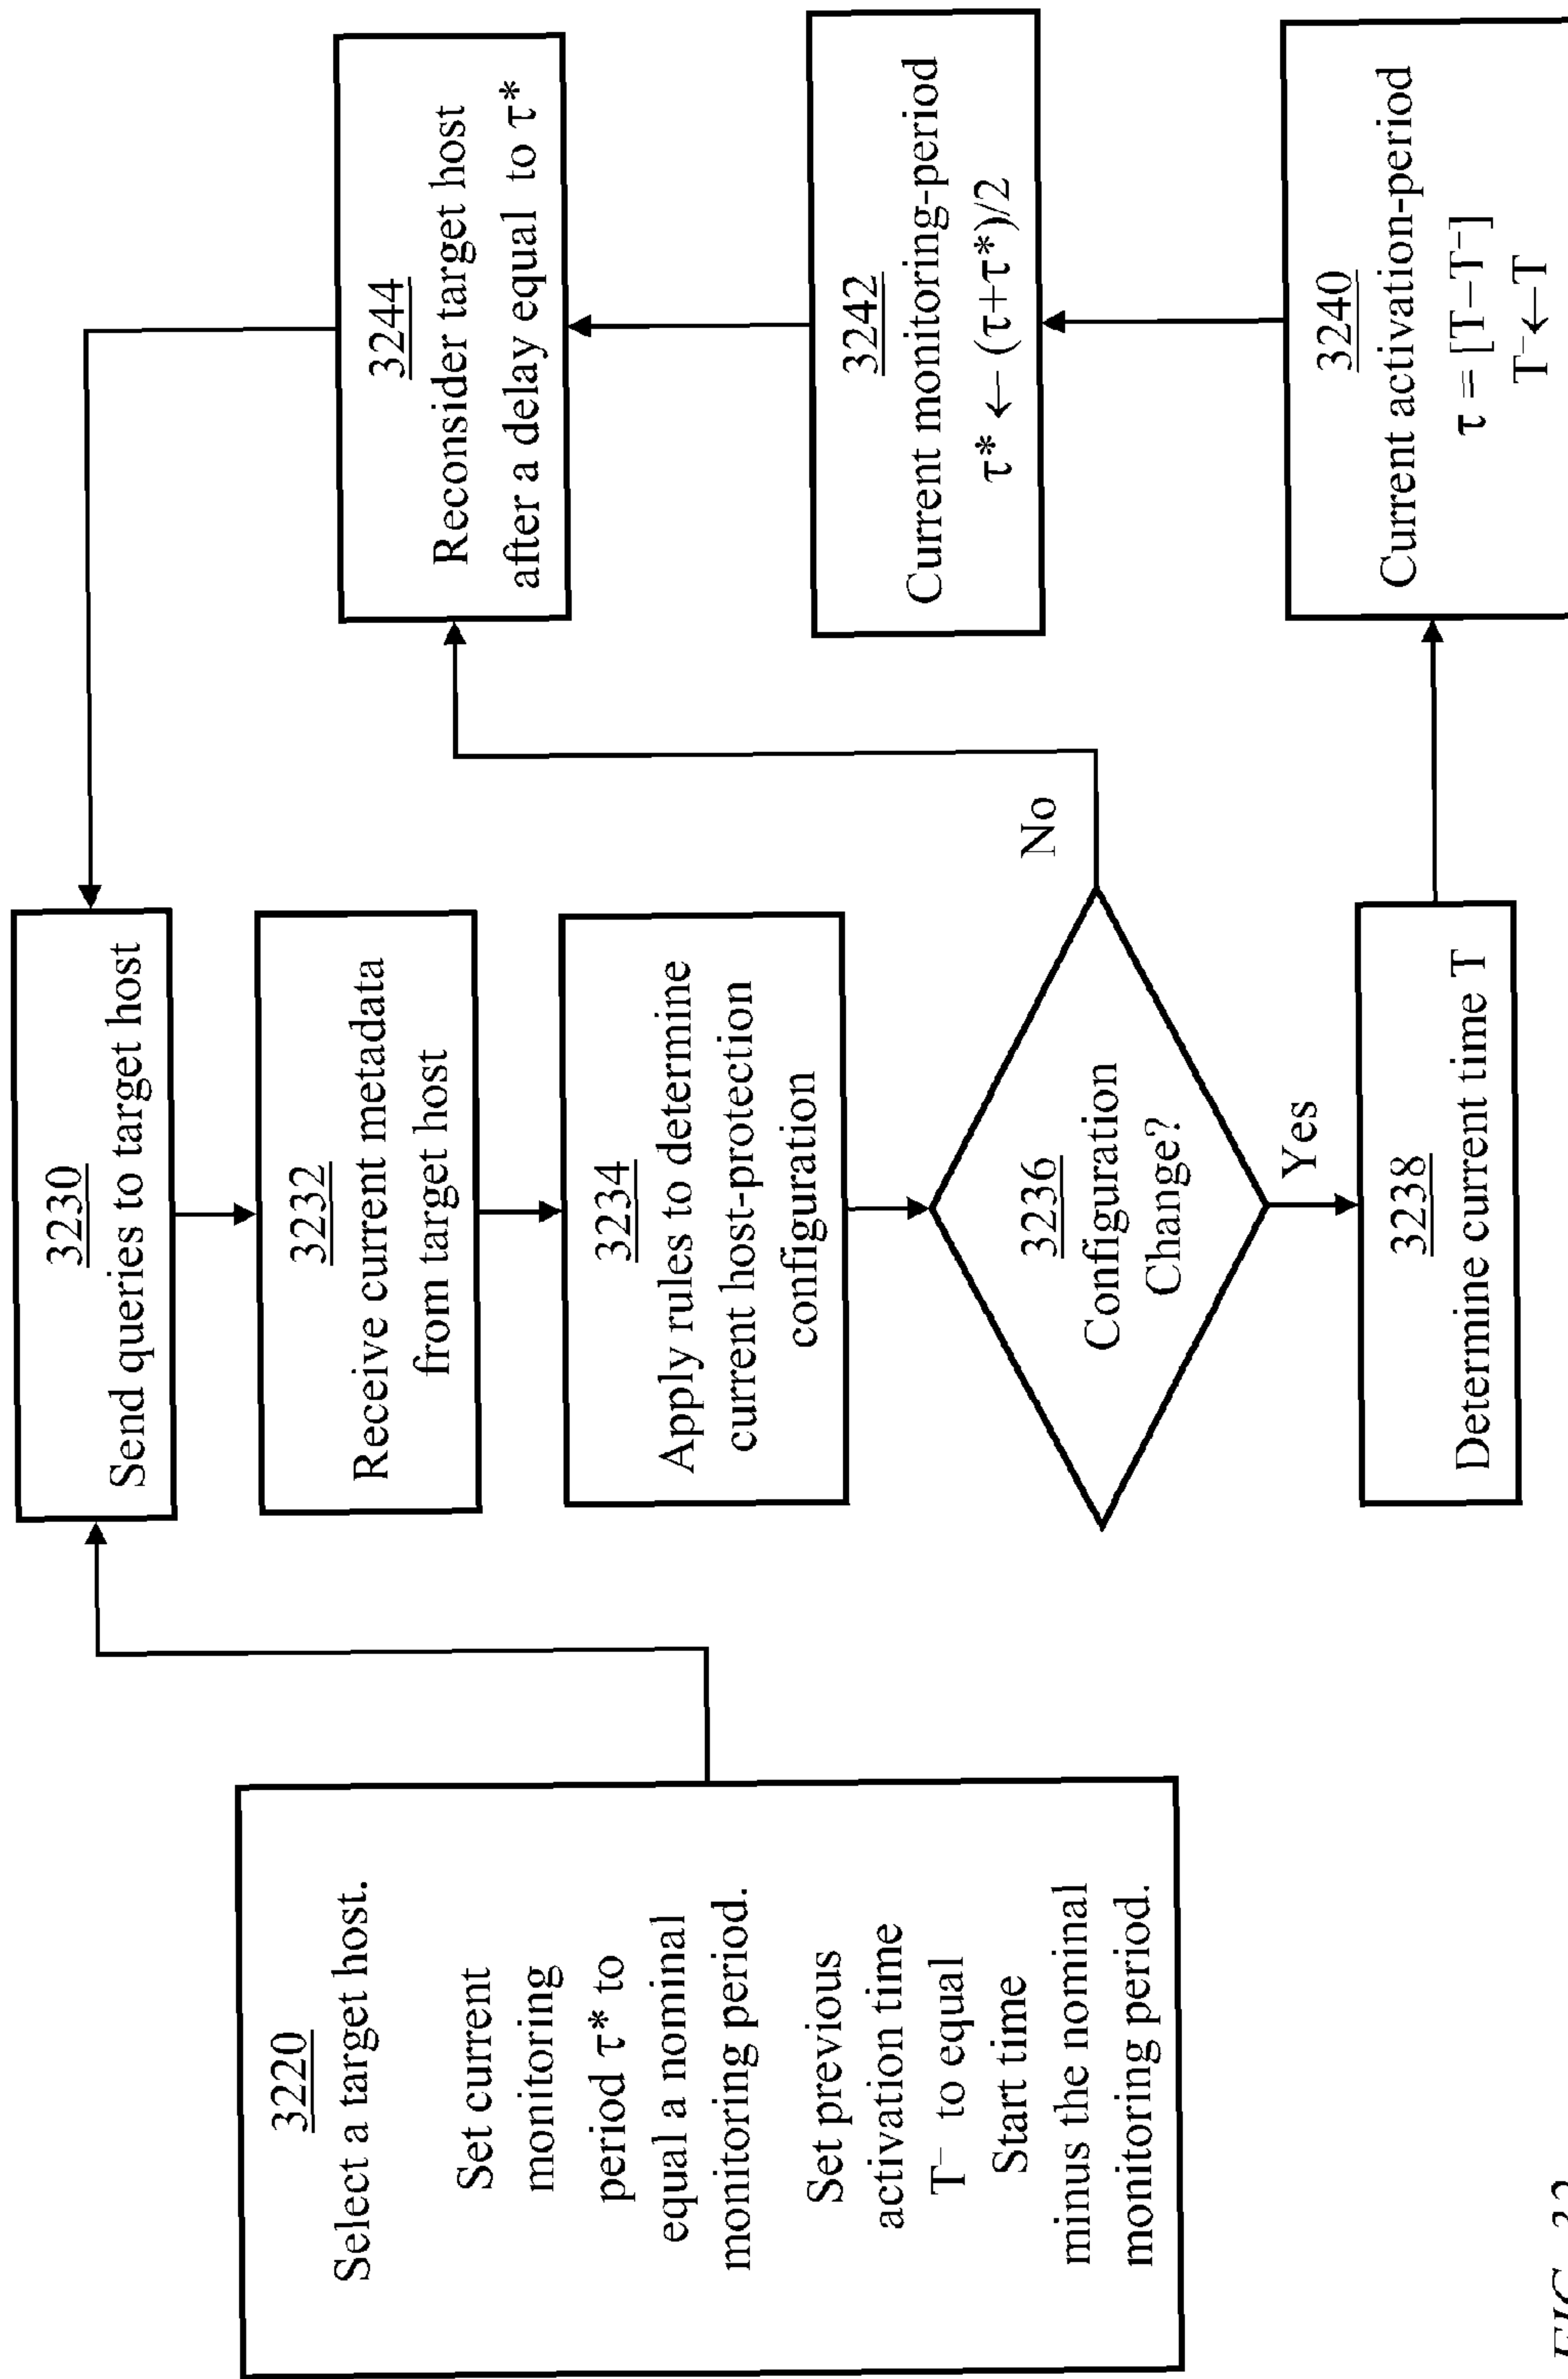 3220
Select a target host.
Set current
monitoring
period τ* to
equal a nominal
monitoring period.
Set previous
activation time
T⁻ to equal
Start time
minus the nominal
monitoring period.
3230
Send queries to target host
3232
Receive current metadata
from target host
3234
Apply rules to determine
current host-protection
configuration
3236
Configuration
Change?
No
Yes
3238
Determine current time T
3240
Current activation-period
τ = [T−T⁻]
T⁻←T
3242
Current monitoring-period
τ* ← (τ+τ*)/2
3244
Reconsider target host
after a delay equal to τ*
FIG. 32